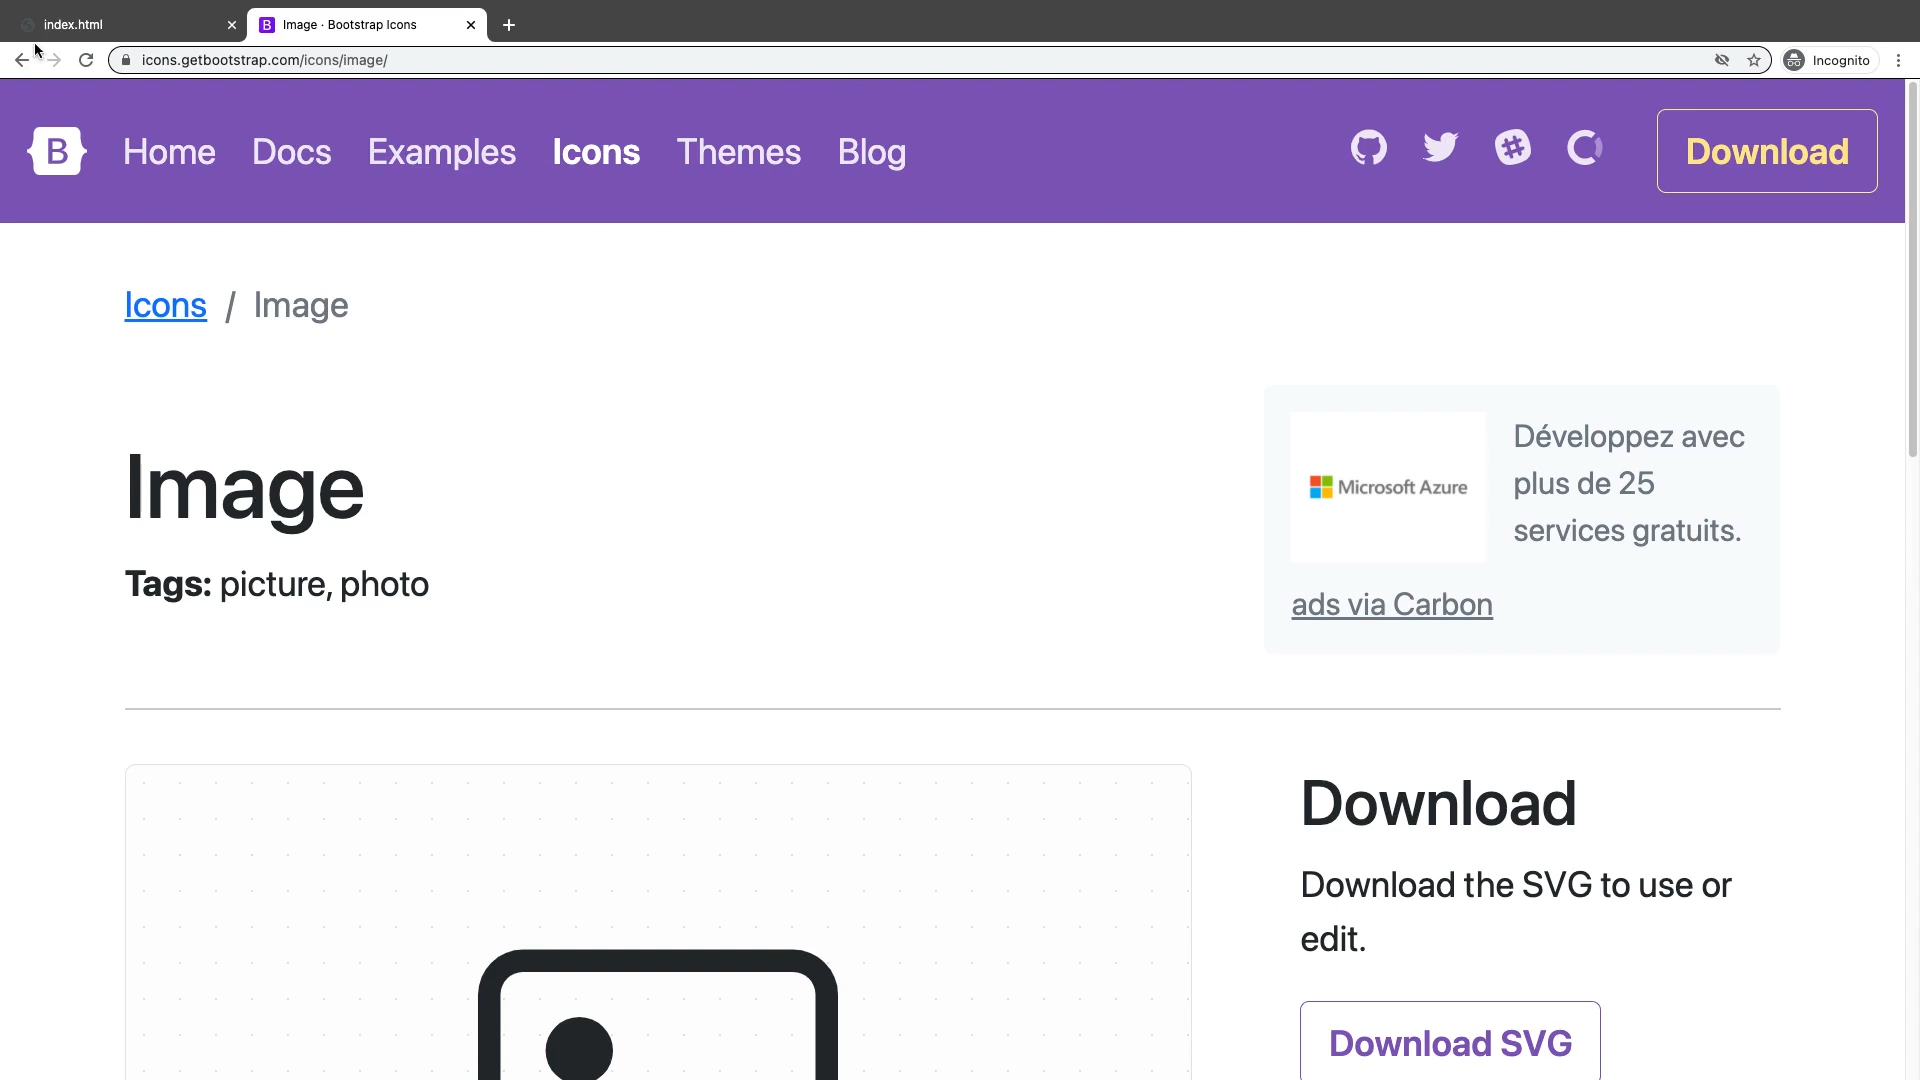 index.html
Image · Bootstrap Icons
icons.getbootstrap.com/icons/image/
Incognito
B Home Docs Examples Icons Themes Blog
Download
Icons / Image
Image
Tags: picture, photo
Microsoft Azure
Développez avec
plus de 25
services gratuits.
ads via Carbon
Download
Download the SVG to use or
edit.
Download SVG